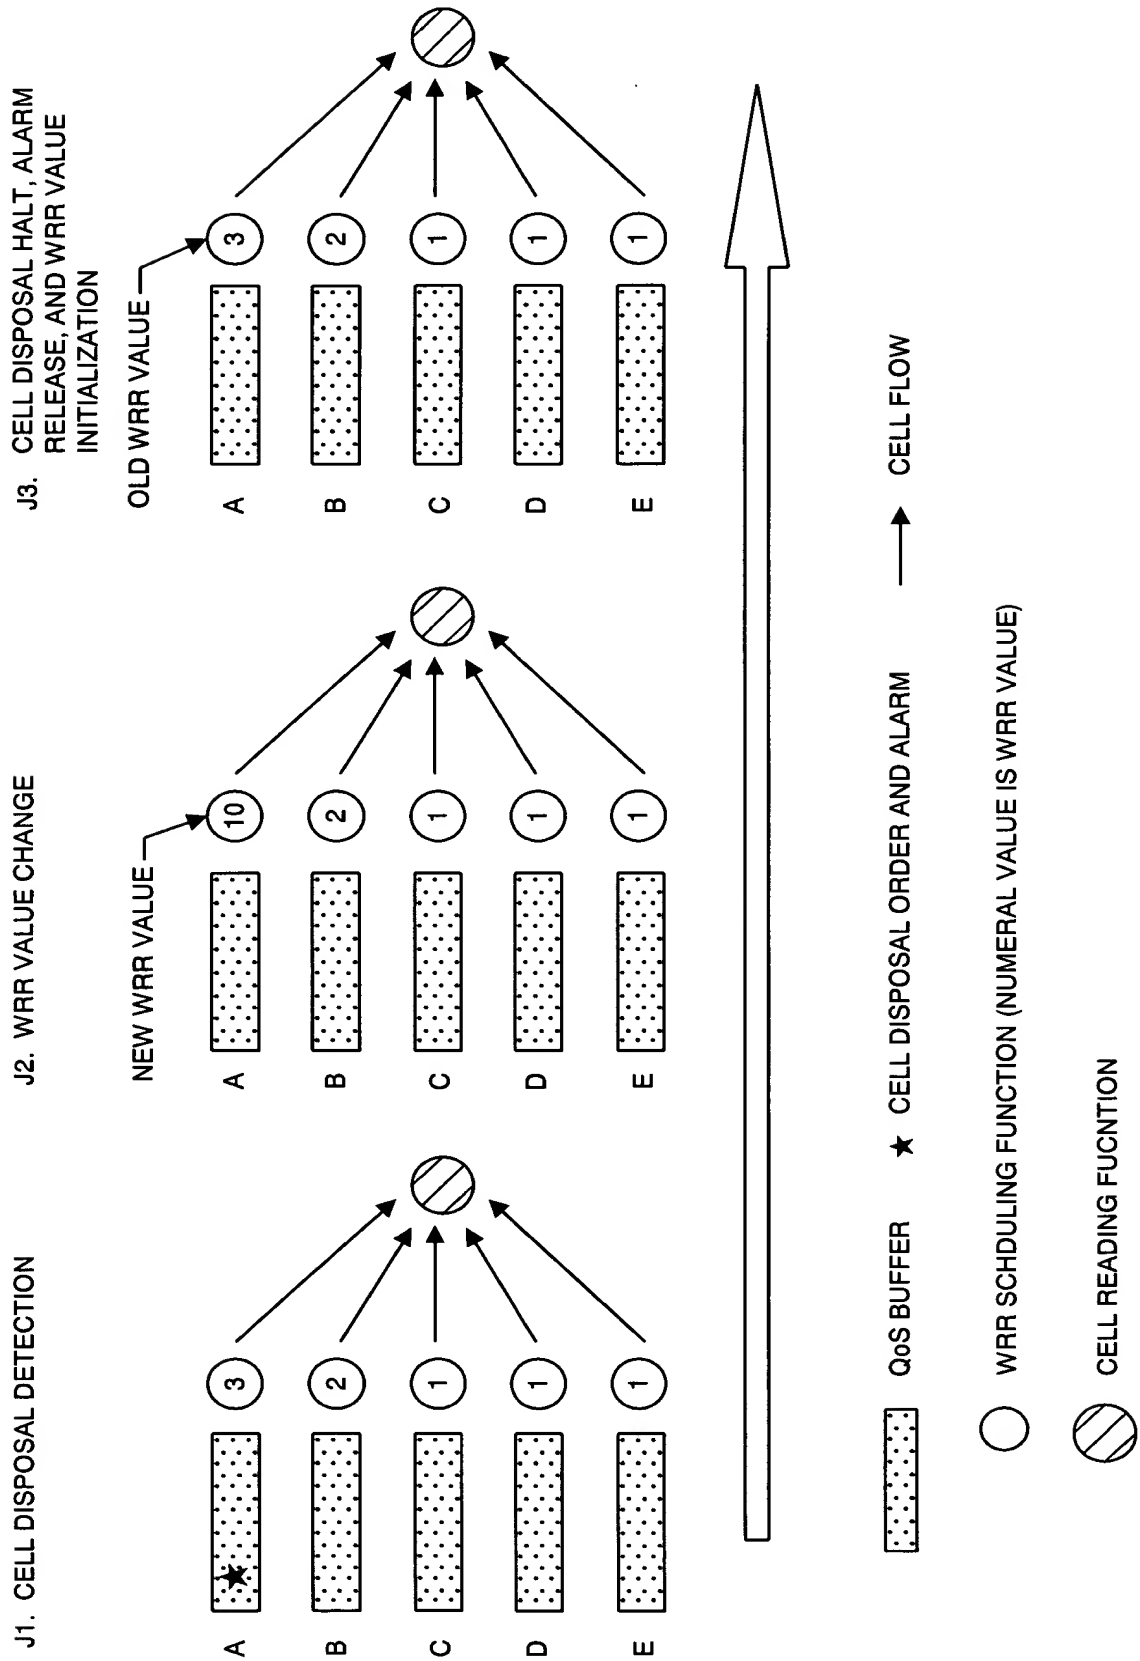 J1. CELL DISPOSAL DETECTION
A
3
B
2
C
1
D
1
E
1
J2. WRR VALUE CHANGE
NEW WRR VALUE
A
10
B
2
C
1
D
1
E
1
J3. CELL DISPOSAL HALT, ALARM
RELEASE, AND WRR VALUE
INITIALIZATION
OLD WRR VALUE
A
3
B
2
C
1
D
1
E
1
QoS BUFFER
CELL DISPOSAL ORDER AND ALARM
CELL FLOW
WRR SCHDULING FUNCTION (NUMERAL VALUE IS WRR VALUE)
CELL READING FUCNTION